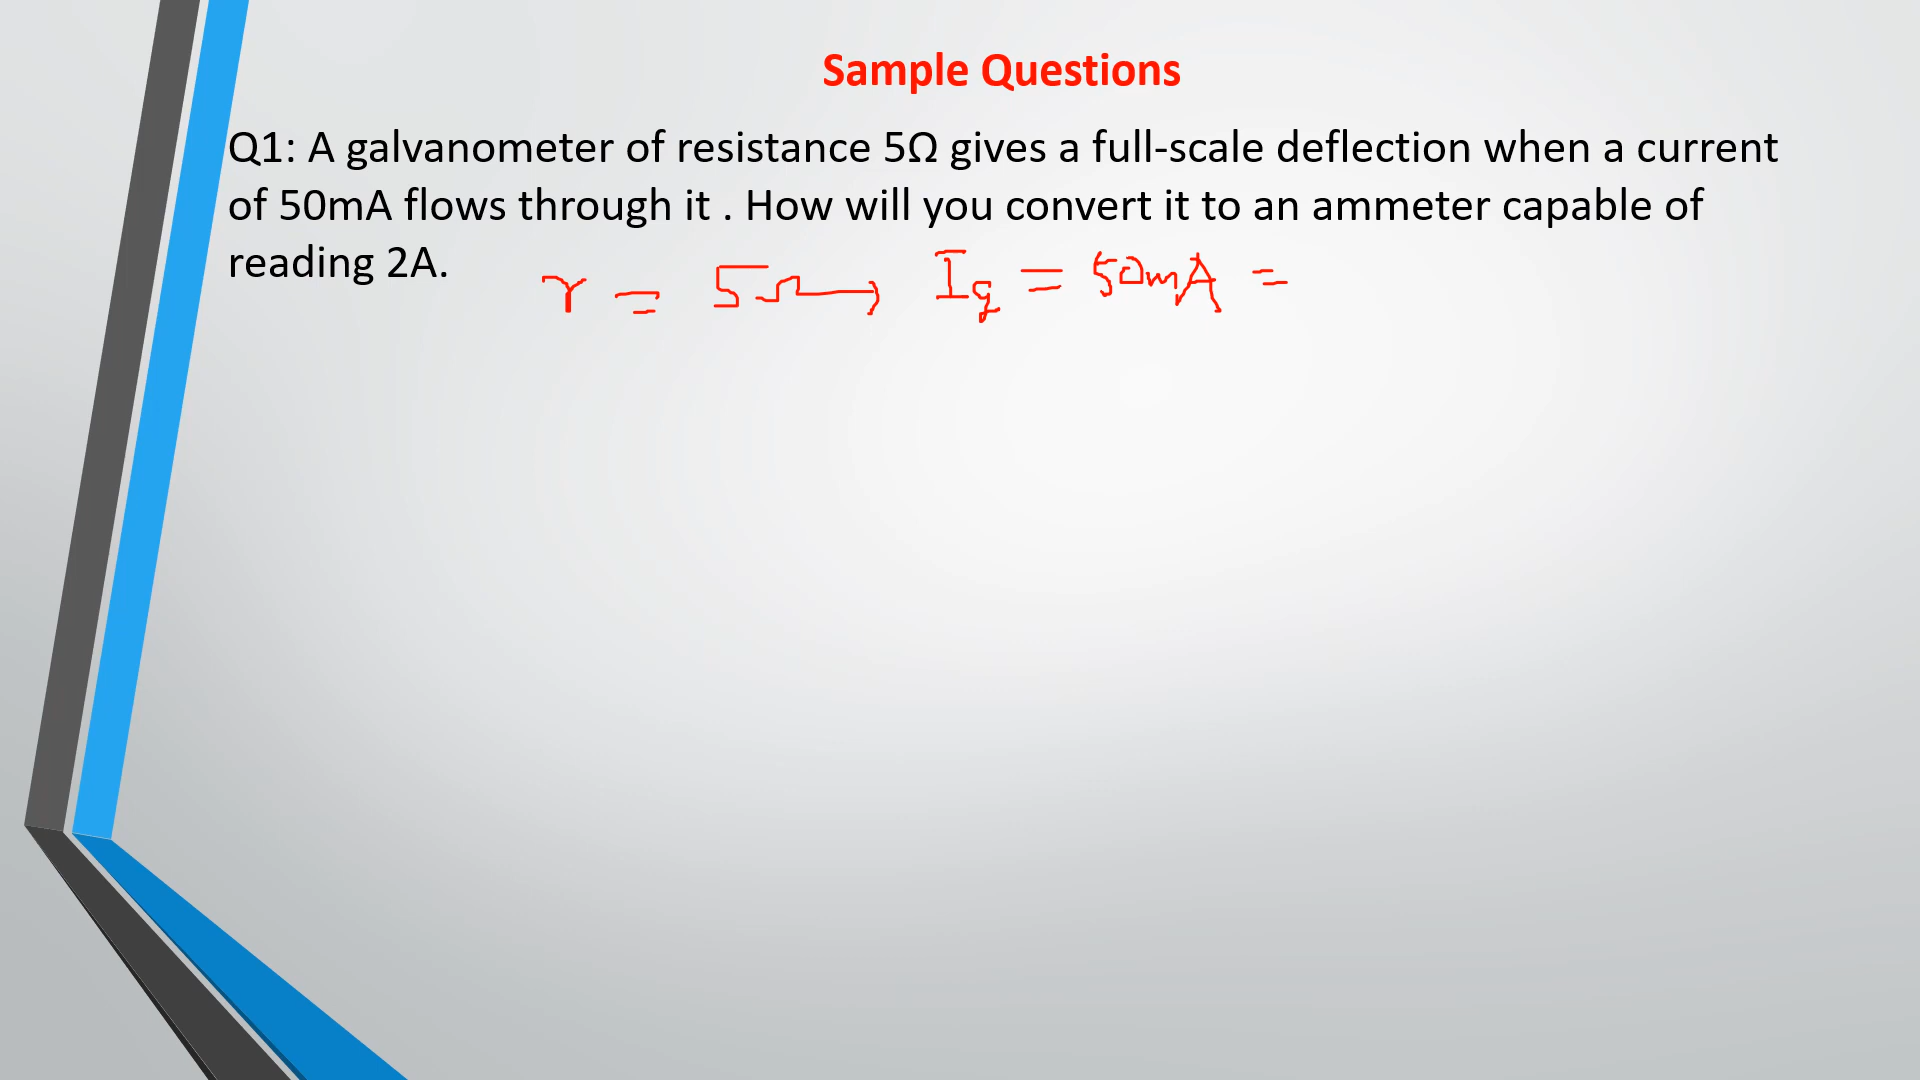 Sample Questions
Q1: A galvanometer of resistance 5Ω gives a full-scale deflection when a current
of 50mA flows through it . How will you convert it to an ammeter capable of
reading 2A.
r = 5Ω → Ig = 50mA =